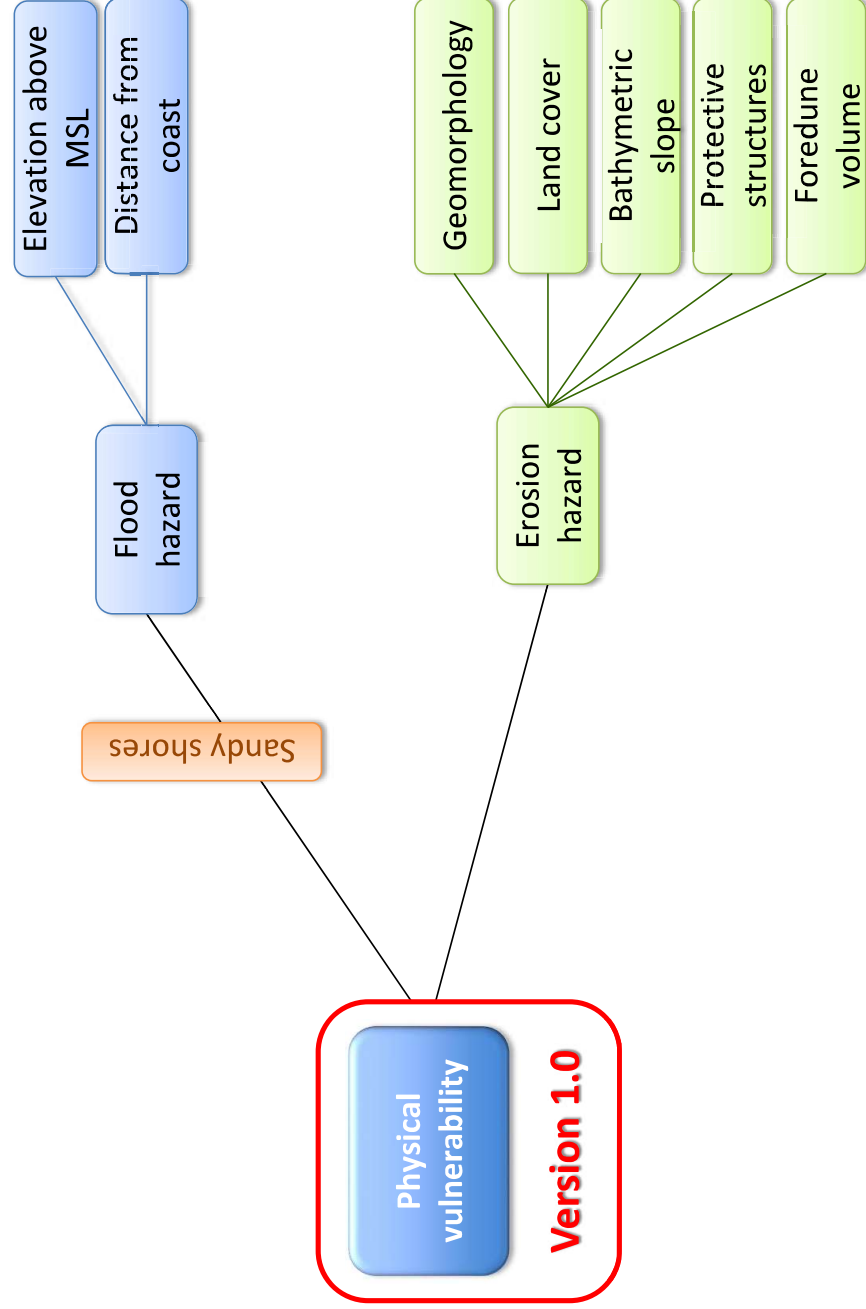 Elevation above
MSL
Distance from
coast
Geomorphology
Land cover
Bathymetric
slope
Protective
structures
Foredune
volume
Flood
hazard
Erosion
hazard
Sandy shores
Physical
vulnerability
Version 1.0